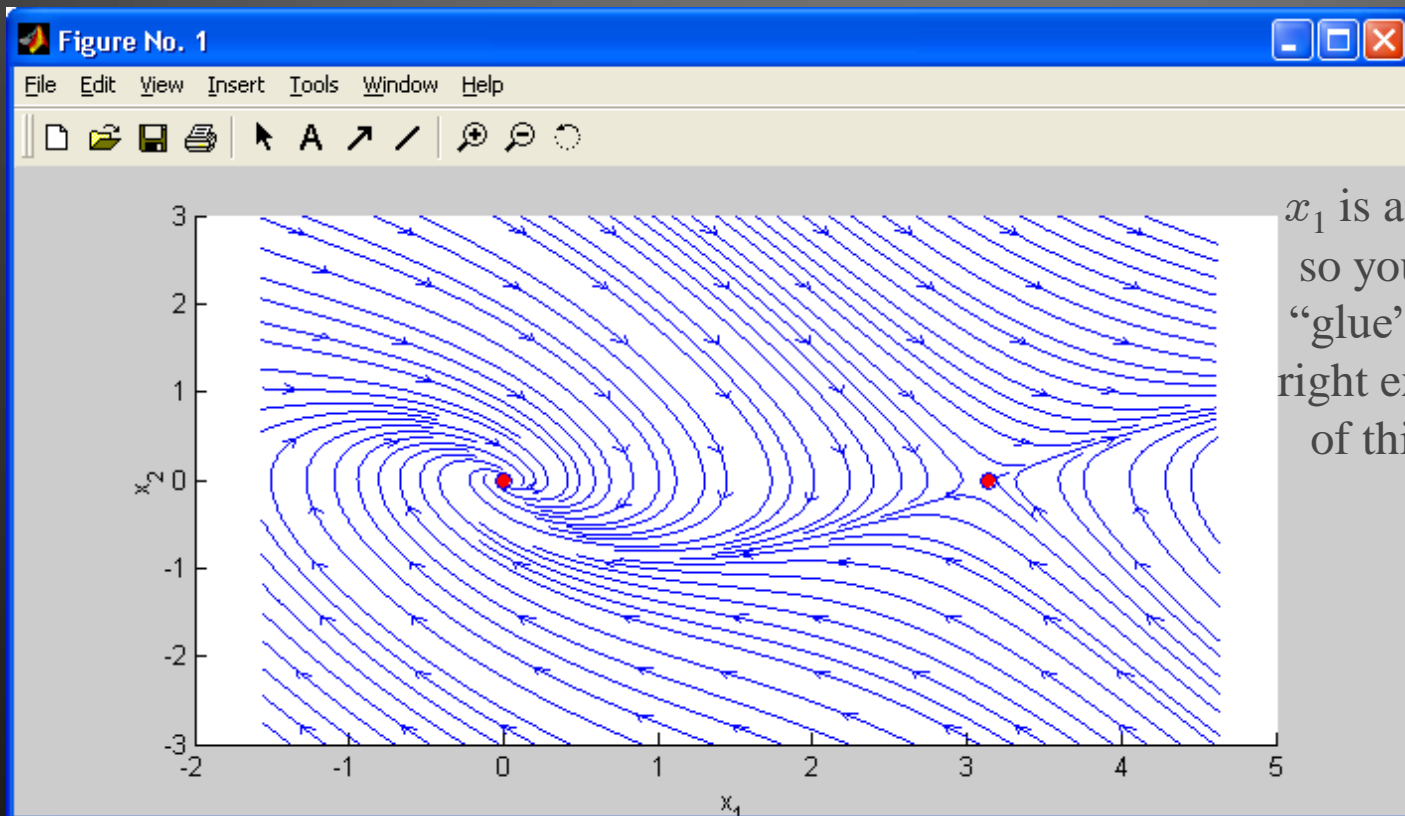 Figure No. 1
File Edit View Insert Tools Window Help
A
x1 is a
so you
“glue”
right ex
of thi
3
2
1
0
-1
-2
-3
x2
-2 -1 0 1 2 3 4 5
x1